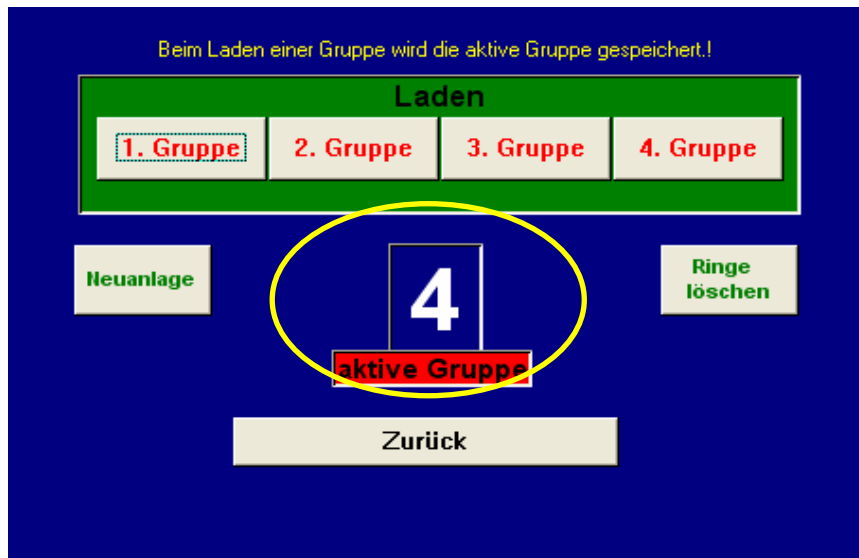 Beim Laden einer Gruppe wird die aktive Gruppe gespeichert.!
Laden
1. Gruppe 2. Gruppe 3. Gruppe 4. Gruppe
Neuanlage
4
Ringe
löschen
aktive Gruppe
Zurück